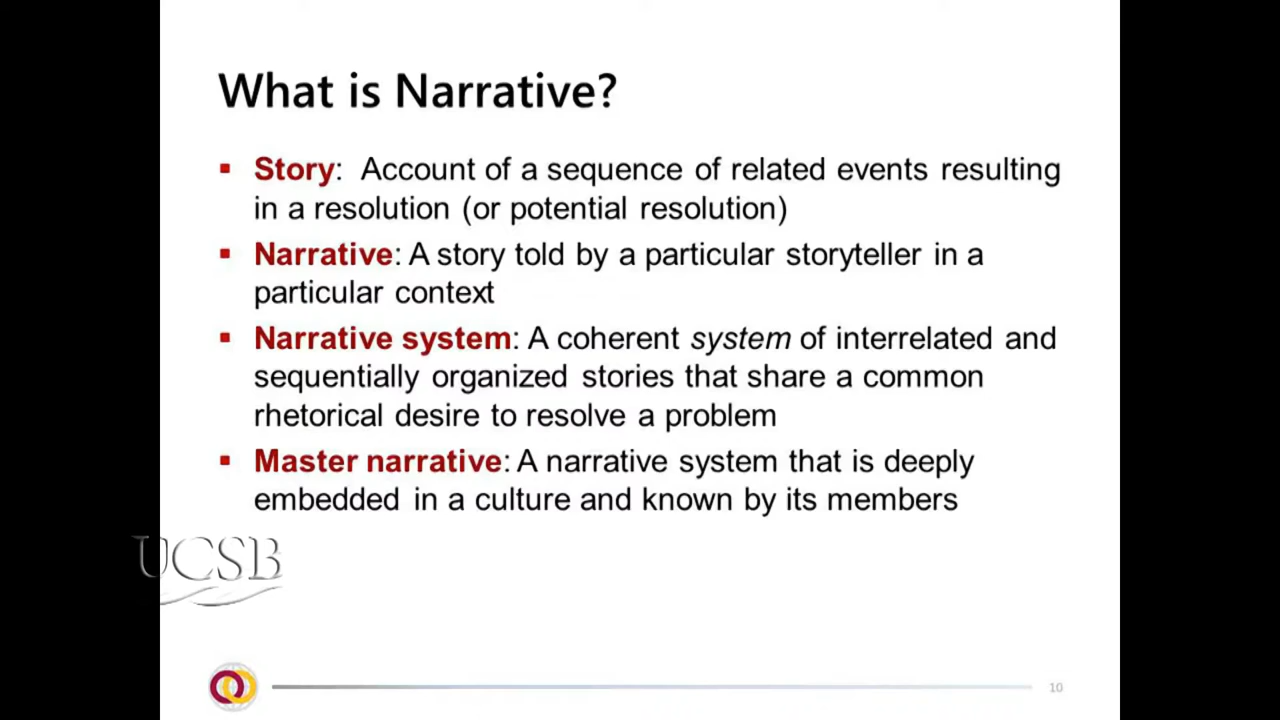 What is Narrative?
▪ Story: Account of a sequence of related events resulting
in a resolution (or potential resolution)
▪ Narrative: A story told by a particular storyteller in a
particular context
▪ Narrative system: A coherent system of interrelated and
sequentially organized stories that share a common
rhetorical desire to resolve a problem
▪ Master narrative: A narrative system that is deeply
embedded in a culture and known by its members
UCSB
10